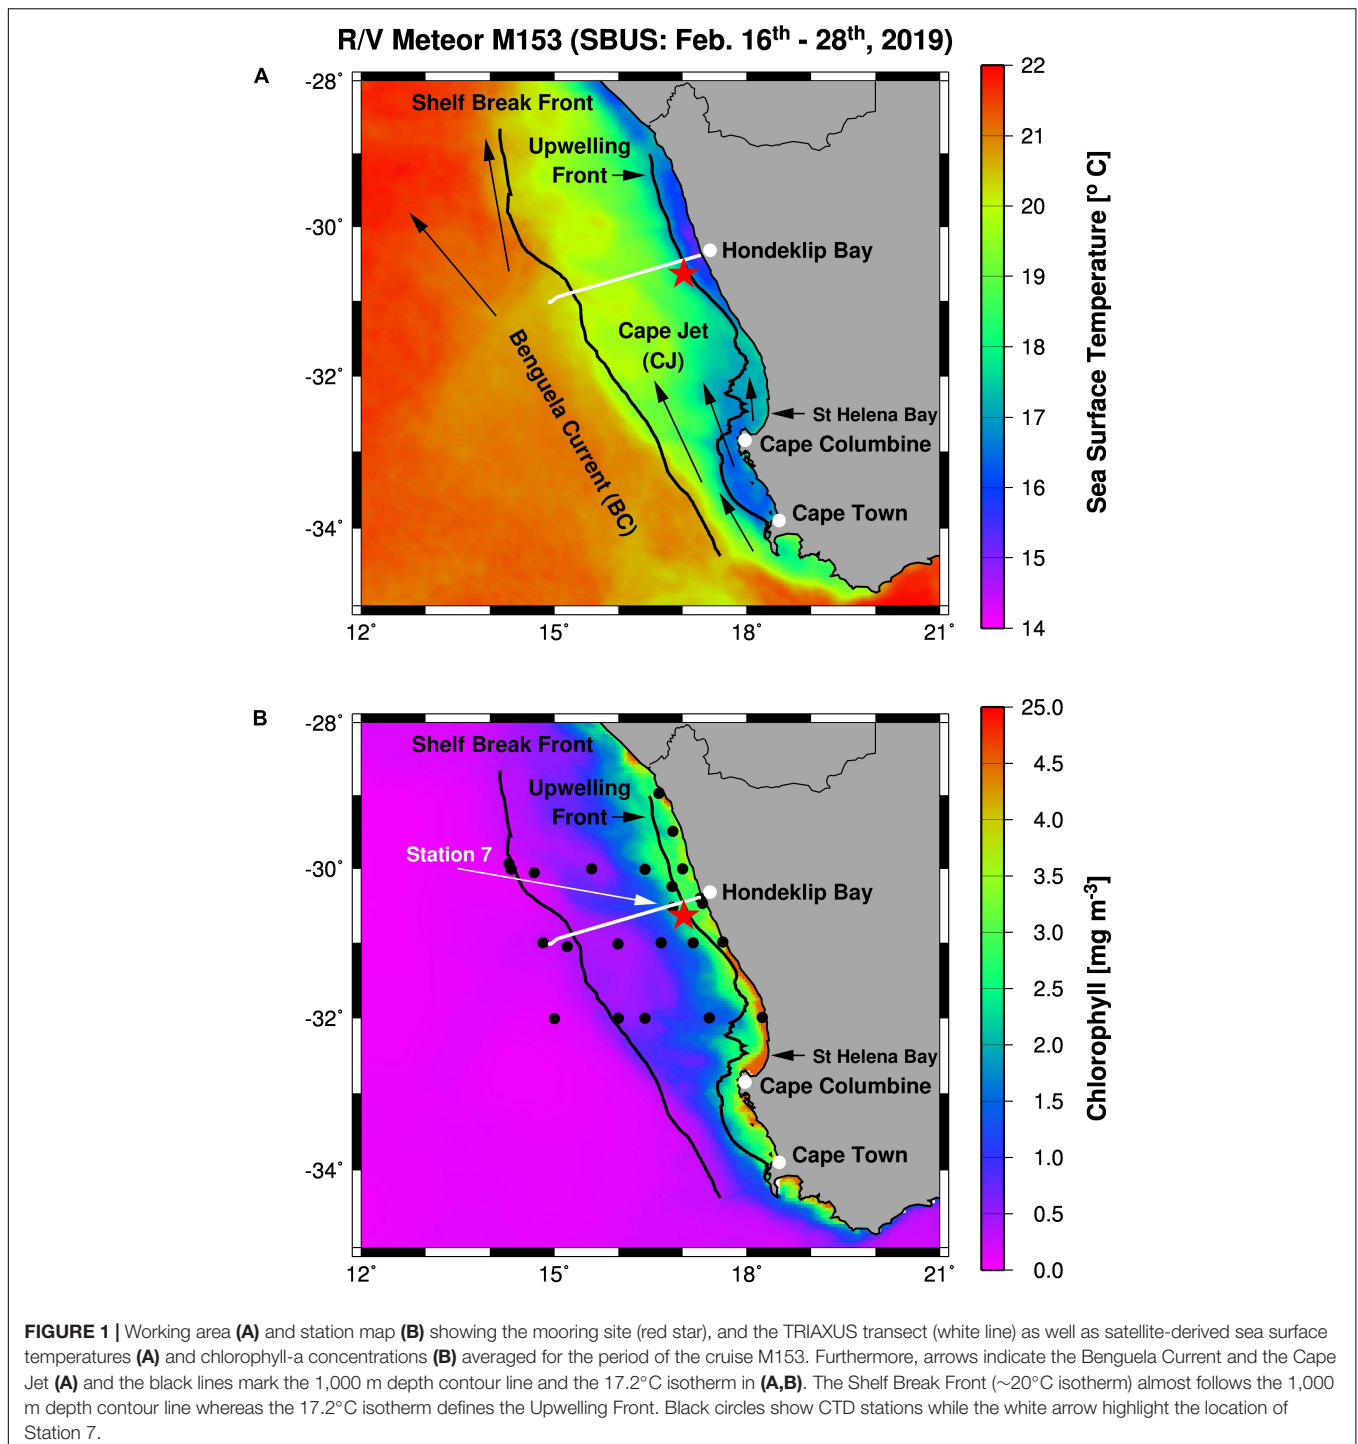 R/V Meteor M153 (SBUS: Feb. 16th - 28th, 2019)
A
-28°
-30°
-32°
-34°
12°
15°
18°
21°
Shelf Break Front
Upwelling
Front
Hondeklip Bay
Cape Jet
(CJ)
Benguela Current (BC)
St Helena Bay
Cape Columbine
Cape Town
22
21
20
19
18
17
16
15
14
Sea Surface Temperature [º C]
B
-28°
-30°
-32°
-34°
12°
15°
18°
21°
Shelf Break Front
Upwelling
Front
Station 7
Hondeklip Bay
St Helena Bay
Cape Columbine
Cape Town
25.0
4.5
4.0
3.5
3.0
2.5
2.0
1.5
1.0
0.5
0.0
Chlorophyll [mg m-3]
FIGURE 1 | Working area (A) and station map (B) showing the mooring site (red star), and the TRIAXUS transect (white line) as well as satellite-derived sea surface
temperatures (A) and chlorophyll-a concentrations (B) averaged for the period of the cruise M153. Furthermore, arrows indicate the Benguela Current and the Cape
Jet (A) and the black lines mark the 1,000 m depth contour line and the 17.2°C isotherm in (A,B). The Shelf Break Front (∼20°C isotherm) almost follows the 1,000
m depth contour line whereas the 17.2°C isotherm defines the Upwelling Front. Black circles show CTD stations while the white arrow highlight the location of
Station 7.